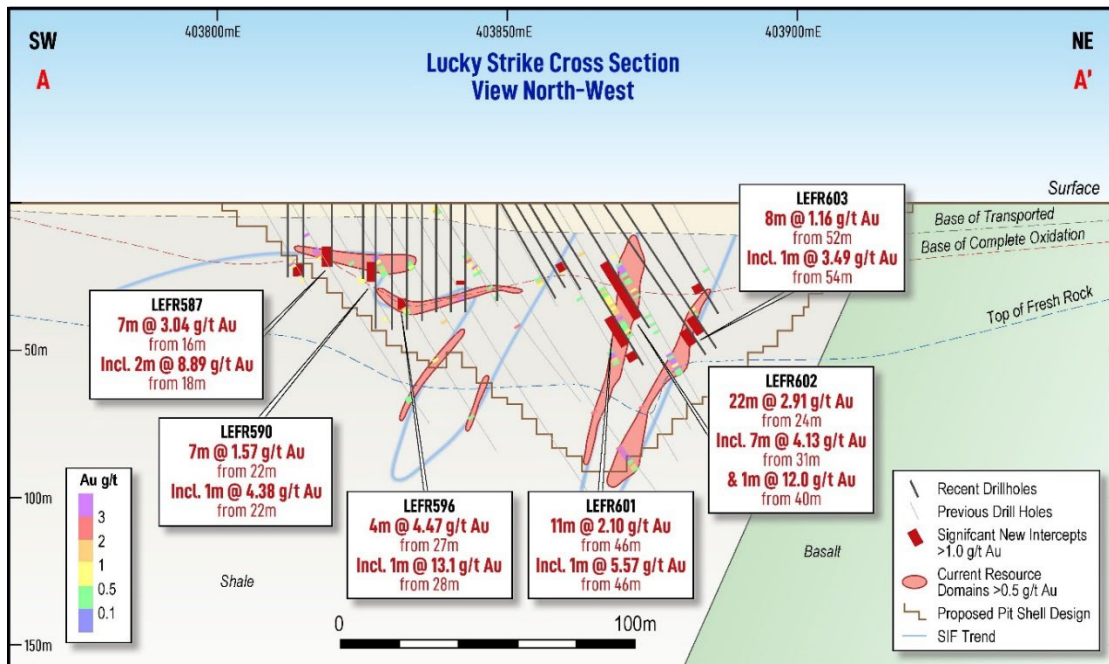 403800mE
403850mE
403900mE
SW
A
NE
A'
Lucky Strike Cross Section
View North-West
Surface
Base of Transported
Base of Complete Oxidation
Top of Fresh Rock
LEFR603
8m @ 1.16 g/t Au
from 52m
Incl. 1m @ 3.49 g/t Au
from 54m
LEFR587
7m @ 3.04 g/t Au
from 16m
Incl. 2m @ 8.89 g/t Au
from 18m
50m
LEFR590
7m @ 1.57 g/t Au
from 22m
Incl. 1m @ 4.38 g/t Au
from 22m
LEFR602
22m @ 2.91 g/t Au
from 24m
Incl. 7m @ 4.13 g/t Au
from 31m
& 1m @ 12.0 g/t Au
from 40m
LEFR596
4m @ 4.47 g/t Au
from 27m
Incl. 1m @ 13.1 g/t Au
from 28m
LEFR601
11m @ 2.10 g/t Au
from 46m
Incl. 1m @ 5.57 g/t Au
from 46m
100m
Au g/t
3
2
1
0.5
0.1
Shale
Basalt
0
100m
150m
Recent Drillholes
Previous Drill Holes
Signifcant New Intercepts
>1.0 g/t Au
Current Resource
Domains >0.5 g/t Au
Proposed Pit Shell Design
SIF Trend